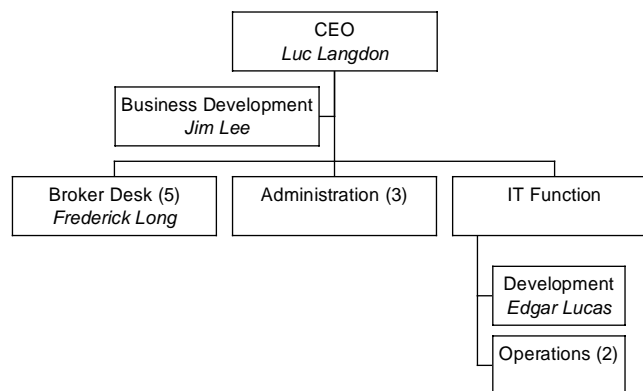 CEO
Luc Langdon
Business Development
Jim Lee
Broker Desk (5)
Frederick Long
Administration (3)
IT Function
Development
Edgar Lucas
Operations (2)